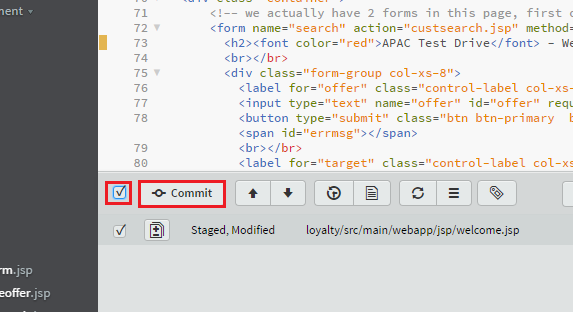 ment
70 <div class="container">
71 <!-- we actually have 2 forms in this page, first o
72 <form name="search" action="custsearch.jsp" method=
73 <h2><font color="red">APAC Test Drive</font> - We
74 <br></br>
75 <div class="form-group col-xs-8">
76 <label for="offer" class="control-label col-xs-
77 <input type="text" name="offer" id="offer" requ
78 <button type="submit" class="btn btn-primary b
<span id="errmsg"></span>
79 <br></br>
80 <label for="target" class="control-label col-xs
Commit
Staged, Modified loyalty/src/main/webapp/jsp/welcome.jsp
rm.jsp
eoffer.jsp